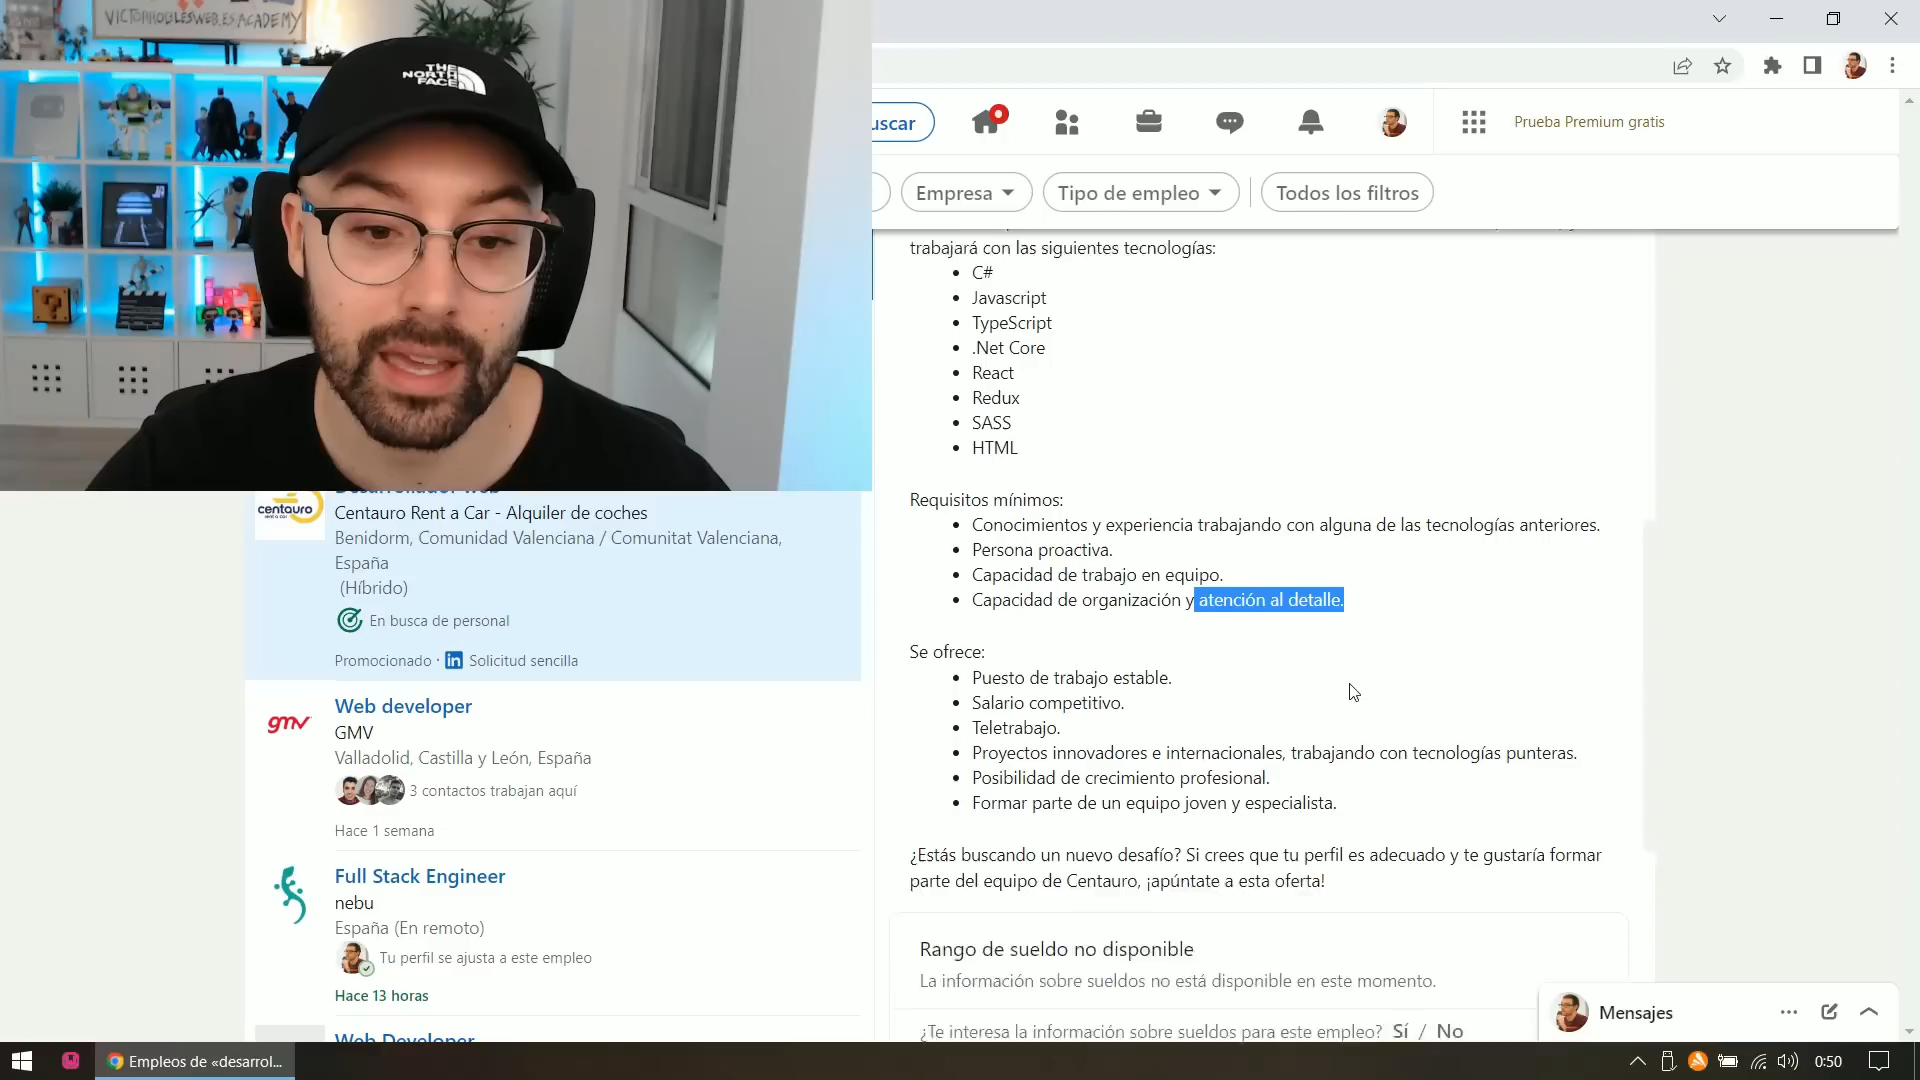 VICTORROBLESWEB.ES ACADEMY
THE
NORTH
FACE
uscar
Prueba Premium gratis
Empresa
Tipo de empleo
Todos los filtros
trabajará con las siguientes tecnologías:
C#
Javascript
TypeScript
.Net Core
React
Redux
SASS
HTML
Requisitos mínimos:
Conocimientos y experiencia trabajando con alguna de las tecnologías anteriores.
Persona proactiva.
Capacidad de trabajo en equipo.
Capacidad de organización y atención al detalle.
Se ofrece:
Puesto de trabajo estable.
Salario competitivo.
Teletrabajo.
Proyectos innovadores e internacionales, trabajando con tecnologías punteras.
Posibilidad de crecimiento profesional.
Formar parte de un equipo joven y especialista.
¿Estás buscando un nuevo desafío? Si crees que tu perfil es adecuado y te gustaría formar
parte del equipo de Centauro, ¡apúntate a esta oferta!
Rango de sueldo no disponible
La información sobre sueldos no está disponible en este momento.
¿Te interesa la información sobre sueldos para este empleo? Sí / No
Desarrollador web
centauro
rent a car
Centauro Rent a Car - Alquiler de coches
Benidorm, Comunidad Valenciana / Comunitat Valenciana,
España
(Híbrido)
En busca de personal
Promocionado · in Solicitud sencilla
gmv
Web developer
GMV
Valladolid, Castilla y León, España
3 contactos trabajan aquí
Hace 1 semana
Full Stack Engineer
nebu
España (En remoto)
Tu perfil se ajusta a este empleo
Hace 13 horas
Web Developer
Mensajes
Empleos de «desarrol...
0:50